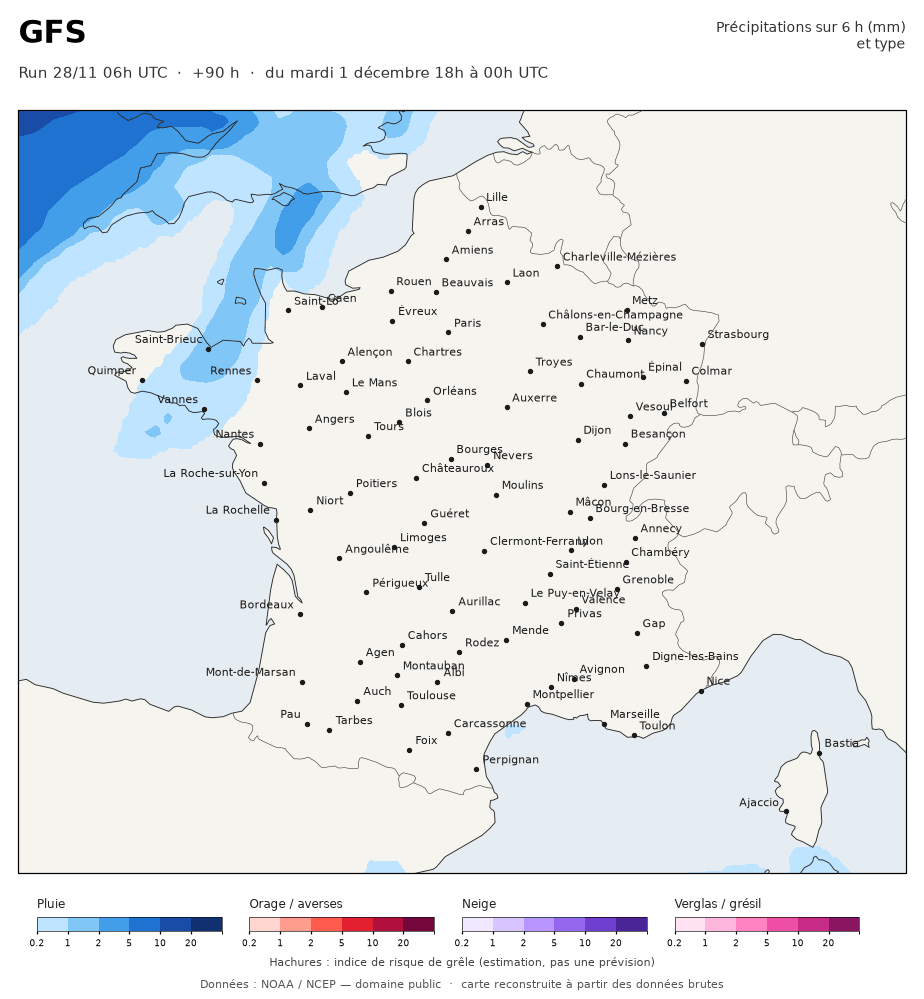 GFS
Précipitations sur 6 h (mm)
et type
Run 28/11 06h UTC · +90 h · du mardi 1 décembre 18h à 00h UTC
Lille
Arras
Amiens
Charleville-Mézières
Laon
Rouen
Beauvais
Saint-Lô
Caen
Metz
Évreux
Châlons-en-Champagne
Paris
Bar-le-Duc
Nancy
Strasbourg
Saint-Brieuc
Alençon
Chartres
Troyes
Quimper
Rennes
Laval
Le Mans
Chaumont
Épinal
Colmar
Vannes
Orléans
Auxerre
Vesoul
Belfort
Angers
Blois
Tours
Nantes
Dijon
Besançon
Bourges
Nevers
La Roche-sur-Yon
Châteauroux
Poitiers
Moulins
Lons-le-Saunier
La Rochelle
Niort
Guéret
Mâcon
Bourg-en-Bresse
Annecy
Limoges
Angoulême
Clermont-Ferrand
Lyon
Chambéry
Saint-Étienne
Périgueux
Tulle
Grenoble
Bordeaux
Aurillac
Le Puy-en-Velay
Valence
Privas
Cahors
Rodez
Mende
Gap
Agen
Mont-de-Marsan
Montauban
Albi
Nîmes
Avignon
Digne-les-Bains
Nice
Auch
Toulouse
Montpellier
Pau
Tarbes
Carcassonne
Marseille
Toulon
Foix
Perpignan
Bastia
Ajaccio
Pluie
Orage / averses
Neige
Verglas / grésil
0.2 1 2 5 10 20
0.2 1 2 5 10 20
0.2 1 2 5 10 20
0.2 1 2 5 10 20
Hachures : indice de risque de grêle (estimation, pas une prévision)
Données : NOAA / NCEP — domaine public · carte reconstruite à partir des données brutes